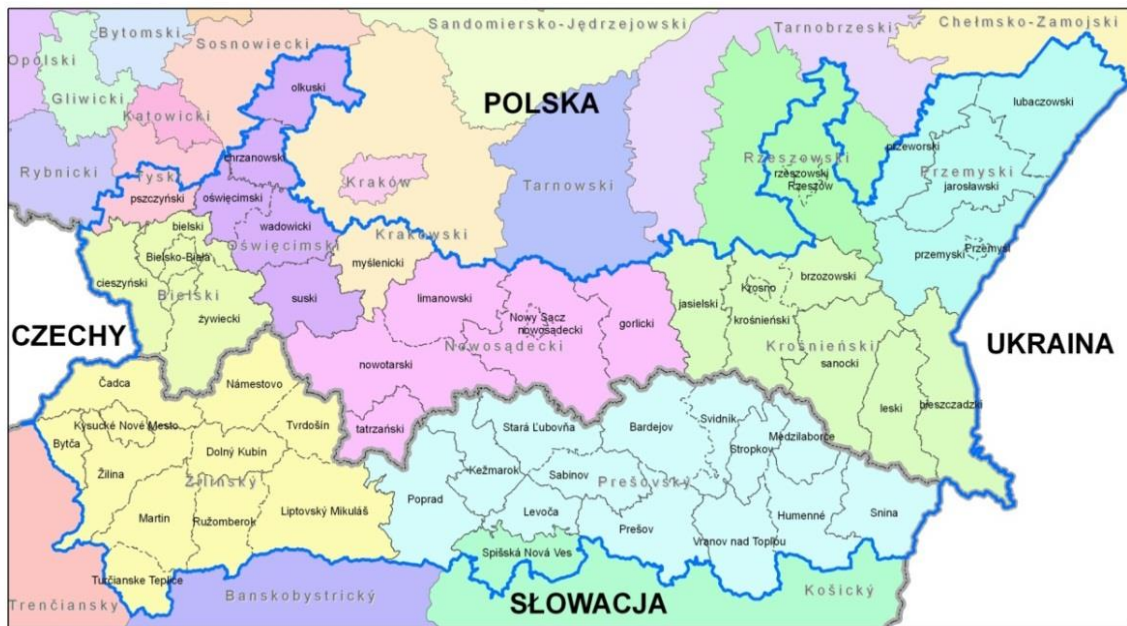 Sandomiersko-Jędrzejowski
Chełmsko-Zamojski
Tarnobrzeski
Bytomski
Sosnowiecki
Opolski
olkuski
Gliwicki
POLSKA
lubaczowski
Katowicki
chrzanowski
Rybnicki
Tyski
Kraków
Tarnowski
Rzeszowski
rzeszowski
Rzeszów
przeworski
Przemyski
jarosławski
pszczyński
oświęcimski
bielski
wadowicki
Oświęcimski
Krakowski
myślenicki
Bielsko-Biała
cieszyński
Bielski
żywiecki
suski
limanowski
Nowy Sącz
nowosądecki
gorlicki
Nowosądecki
nowotarski
tatrzański
jasielski
Krosno
krośnieński
brzozowski
Krośnieński
sanocki
leski
bieszczadzki
przemyski
Przemyśl
CZECHY
UKRAINA
Čadca
Námestovo
Kysucké Nové Mesto
Tvrdošín
Bytča
Dolný Kubín
Žilina
Žilinský
Martin
Ružomberok
Liptovský Mikuláš
Turčianske Teplice
Stará Ľubovňa
Bardejov
Svidník
Medzilaborce
Stropkov
Kežmarok
Sabinov
Prešovský
Poprad
Levoča
Prešov
Humenné
Snina
Vranov nad Topľou
Spišská Nová Ves
Trenčiansky
Banskobystrický
SŁOWACJA
Košický